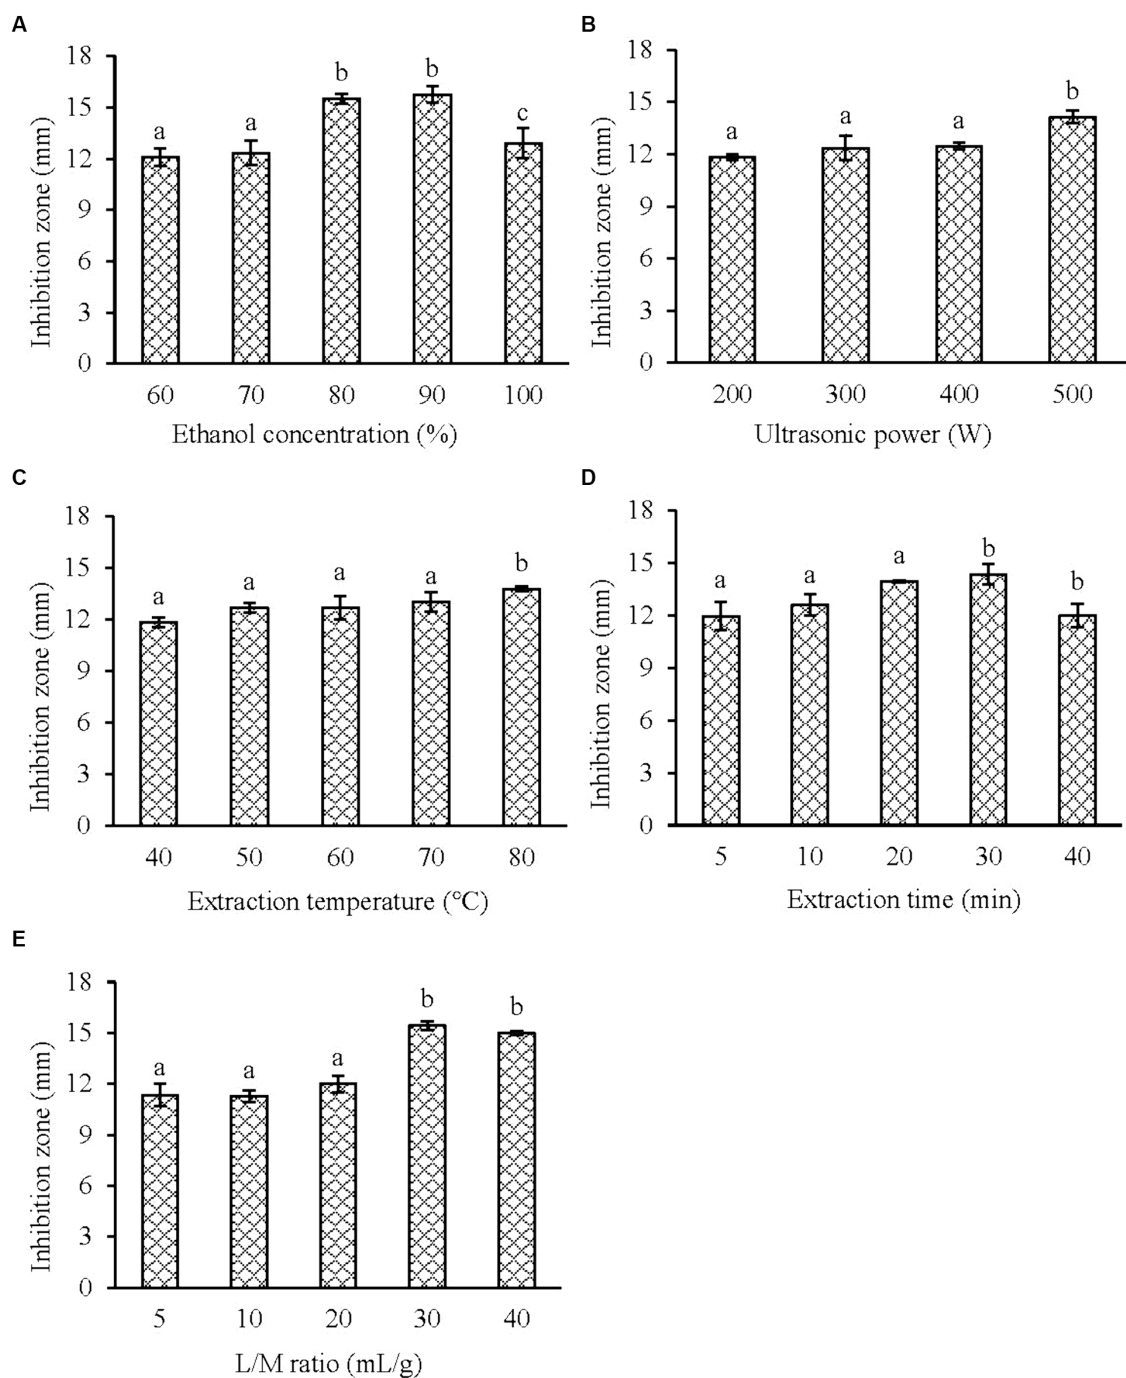 A
Inhibition zone (mm)
18
15
12
9
6
3
0
a a b b c
60 70 80 90 100
Ethanol concentration (%)
B
Inhibition zone (mm)
18
15
12
9
6
3
0
a a a b
200 300 400 500
Ultrasonic power (W)
C
Inhibition zone (mm)
18
15
12
9
6
3
0
a a a a b
40 50 60 70 80
Extraction temperature (°C)
D
Inhibition zone (mm)
18
15
12
9
6
3
0
a a a b b
5 10 20 30 40
Extraction time (min)
E
Inhibition zone (mm)
18
15
12
9
6
3
0
a a a b b
5 10 20 30 40
L/M ratio (mL/g)